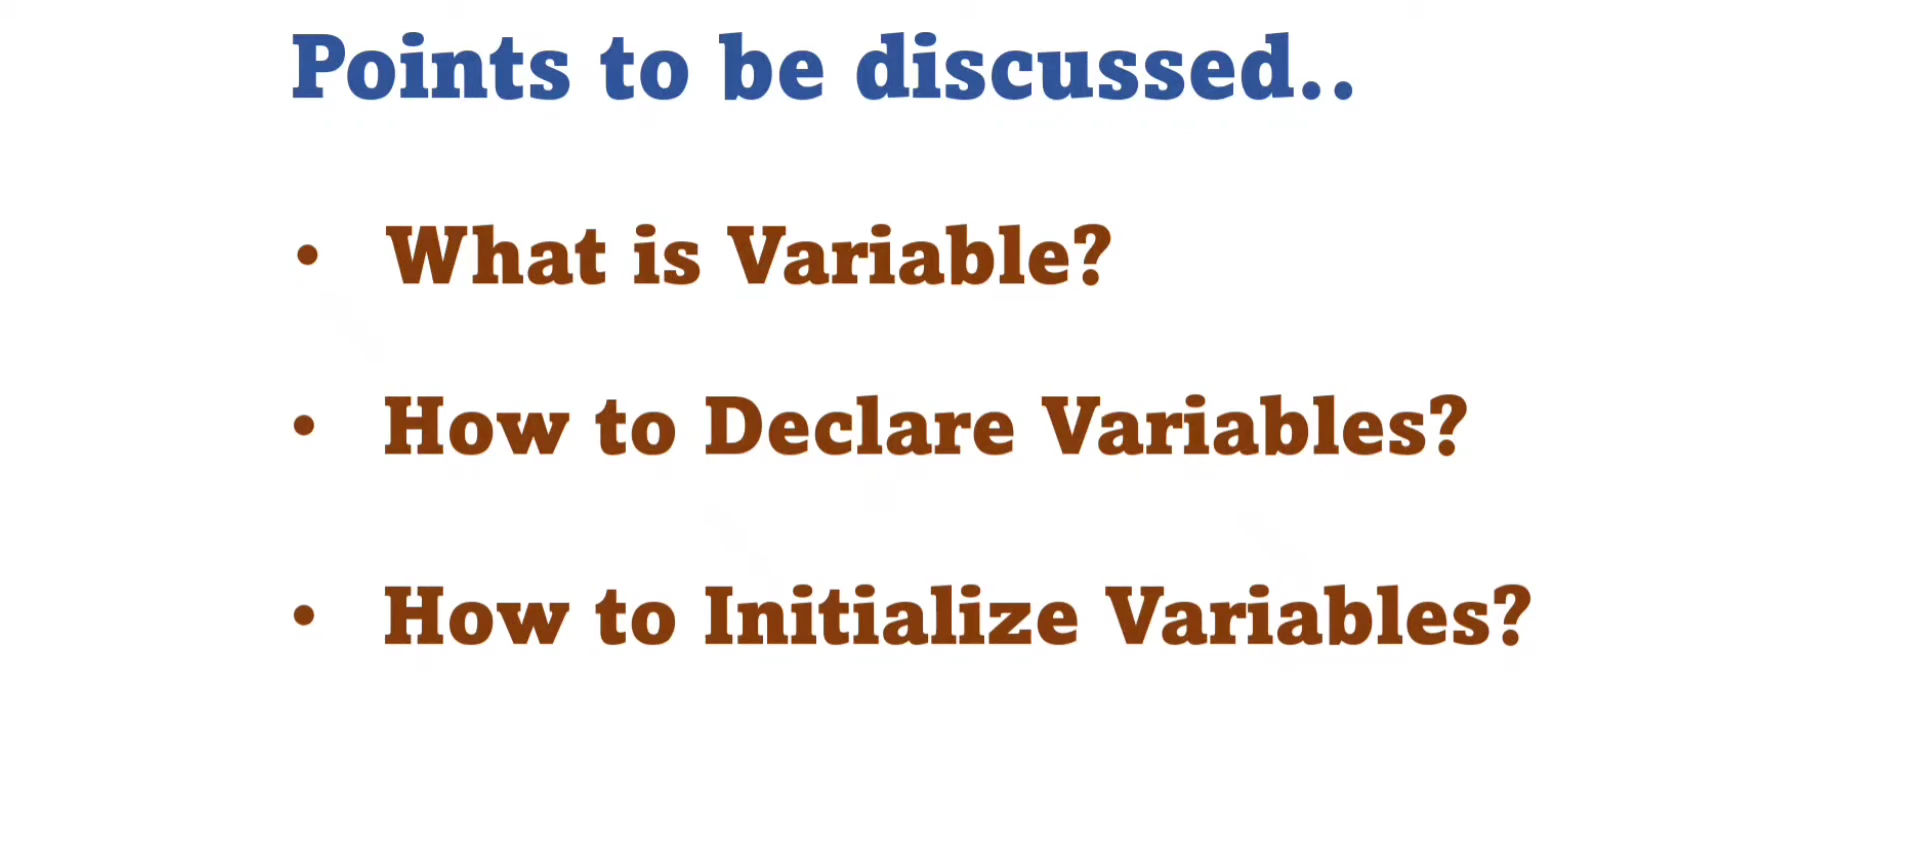 Points to be discussed..
• What is Variable?
• How to Declare Variables?
• How to Initialize Variables?